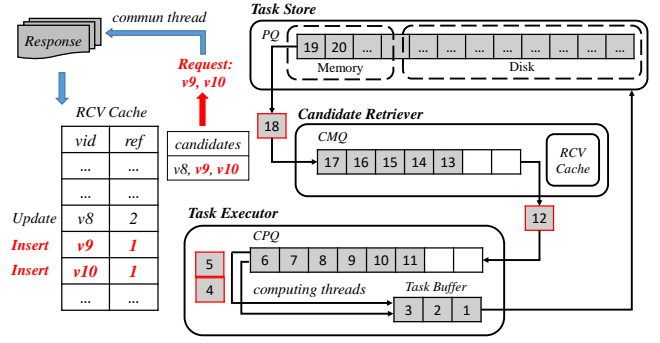 commun thread
Response
Request:
v9, v10
RCV Cache
vid ref
... ...
... ...
Update v8 2
Insert v9 1
Insert v10 1
... ...
candidates
v8, v9, v10
Task Store
PQ
19 20 ... ... ... ... ... ... ... ... ...
Memory
Disk
18
Candidate Retriever
CMQ
17 16 15 14 13
RCV
Cache
12
Task Executor
CPQ
5
4
6 7 8 9 10 11
computing threads
Task Buffer
3 2 1